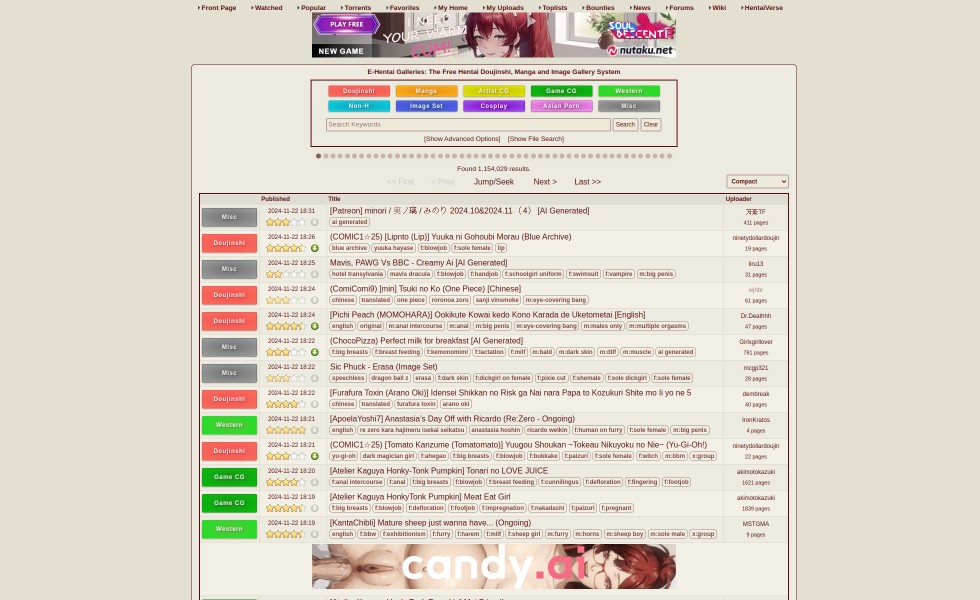 Front Page Watched Popular Torrents Favorites My Home My Uploads Toplists Bounties News Forums Wiki HentaiVerse
PLAY FREE
NEW GAME
YOUR WAND
nutaku.net
E-Hentai Galleries: The Free Hentai Doujinshi, Manga and Image Gallery System
Doujinshi Manga Artist CG Game CG Western
Non-H Image Set Cosplay Asian Porn Misc
Search Keywords Search Clear
[Show Advanced Options] [Show File Search]
Found 1,154,029 results.
<< First < Prev Jump/Seek Next > Last >> Compact
Published Title Uploader
Misc 2024-11-22 18:31 [Patreon] minori / 実ノ璃 / みのり 2024.10&2024.11 （4） [AI Generated] TF
ai generated 411 pages
Doujinshi 2024-11-22 18:26 (COMIC1☆25) [Lipnto (Lip)] Yuuka ni Gohoubi Morau (Blue Archive) ninetydollardoujin
blue archive yuuka hayase f:blowjob f:sole female lip 19 pages
Misc 2024-11-22 18:25 Mavis, PAWG Vs BBC - Creamy Ai [AI Generated] liru13
hotel transylvania mavis dracula f:blowjob f:handjob f:schoolgirl uniform f:swimsuit f:vampire m:big penis 31 pages
Doujinshi 2024-11-22 18:24 (ComiComi9) [min] Tsuki no Ko (One Piece) [Chinese]
chinese translated one piece roronoa zoro sanji vinsmoke m:eye-covering bang 61 pages
Doujinshi 2024-11-22 18:24 [Pichi Peach (MOMOHARA)] Ookikute Kowai kedo Kono Karada de Uketometai [English] Dr.Deathhh
english original m:anal intercourse m:anal m:big penis m:eye-covering bang m:males only m:multiple orgasms 47 pages
Misc 2024-11-22 18:22 (ChocoPizza) Perfect milk for breakfast [AI Generated] Girlsgirllover
f:big breasts f:breast feeding f:kemonomimi f:lactation f:milf m:bald m:dark skin m:dilf m:muscle ai generated 781 pages
Misc 2024-11-22 18:22 Sic Phuck - Erasa (Image Set) mcgp321
speechless dragon ball z erasa f:dark skin f:dickgirl on female f:pixie cut f:shemale f:sole dickgirl f:sole female 28 pages
Doujinshi 2024-11-22 18:22 [Furafura Toxin (Arano Oki)] Idensei Shikkan no Risk ga Nai nara Papa to Kozukuri Shite mo Ii yo ne 5 dembreak
chinese translated furafura toxin arano oki 40 pages
Western 2024-11-22 18:21 [ApoelaYoshi7] Anastasia's Day Off with Ricardo (Re:Zero - Ongoing) IronKratos
english re zero kara hajimeru isekai seikatsu anastasia hoshin ricardo welkin f:human on furry f:sole female m:big penis 4 pages
Doujinshi 2024-11-22 18:21 (COMIC1☆25) [Tomato Kanzume (Tomatomato)] Yuugou Shoukan ~Tokeau Nikuyoku no Nie~ (Yu-Gi-Oh!) ninetydollardoujin
yu-gi-oh dark magician girl f:ahegao f:big breasts f:blowjob f:bukkake f:paizuri f:sole female f:witch m:bbm x:group 22 pages
Game CG 2024-11-22 18:20 [Atelier Kaguya Honky-Tonk Pumpkin] Tonari no LOVE JUICE akimotokazuki
f:anal intercourse f:anal f:big breasts f:blowjob f:breast feeding f:cunnilingus f:defloration f:fingering f:footjob 1621 pages
Game CG 2024-11-22 18:19 [Atelier Kaguya HonkyTonk Pumpkin] Meat Eat Girl akimotokazuki
f:big breasts f:blowjob f:defloration f:footjob f:impregnation f:nakadashi f:paizuri f:pregnant 1839 pages
Western 2024-11-22 18:19 [KantaChibli] Mature sheep just wanna have... (Ongoing) MSTGMA
english f:bbw f:exhibitionism f:furry f:harem f:milf f:sheep girl m:furry m:horns m:sheep boy m:sole male x:group 9 pages
candy.ai